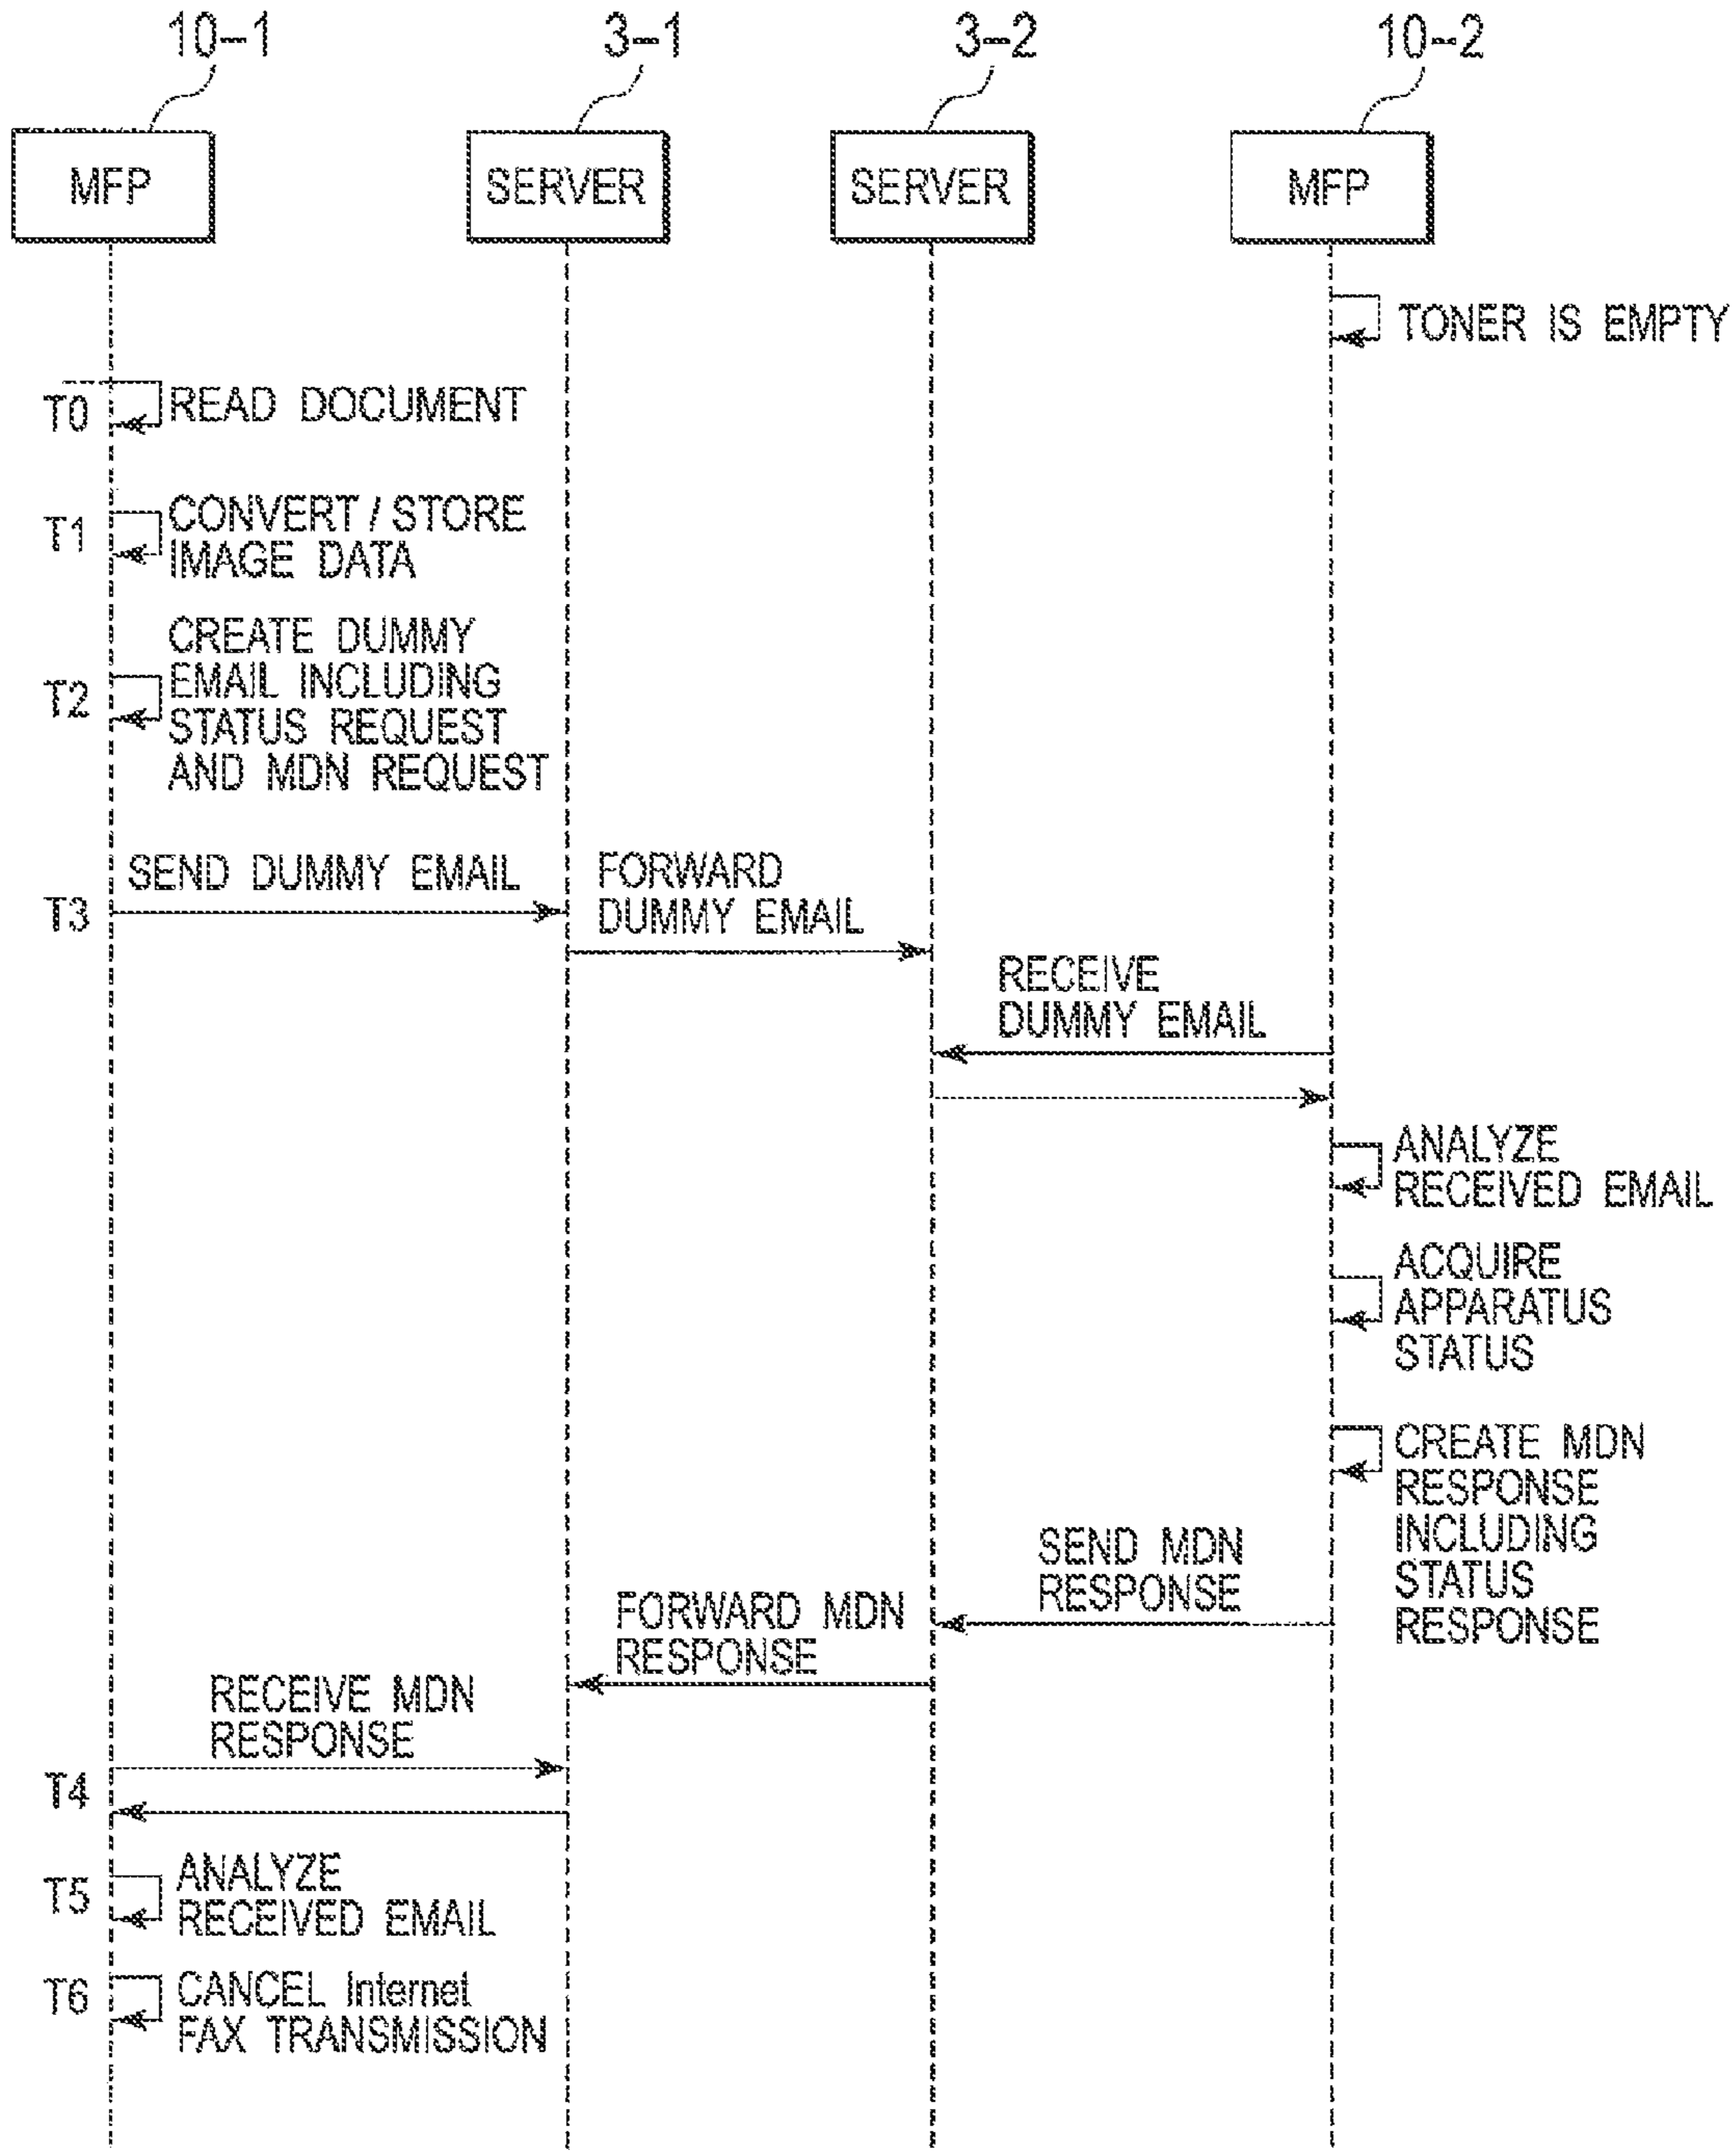 10-1
3-1
3-2
10-2
MFP
SERVER
SERVER
MFP
TONER IS EMPTY
T0
READ DOCUMENT
T1
CONVERT / STORE
IMAGE DATA
T2
CREATE DUMMY
EMAIL INCLUDING
STATUS REQUEST
AND MDN REQUEST
T3
SEND DUMMY EMAIL
FORWARD
DUMMY EMAIL
RECEIVE
DUMMY EMAIL
ANALYZE
RECEIVED EMAIL
ACQUIRE
APPARATUS
STATUS
CREATE MDN
RESPONSE
INCLUDING
STATUS
RESPONSE
SEND MDN
RESPONSE
FORWARD MDN
RESPONSE
RECEIVE MDN
RESPONSE
T4
T5
ANALYZE
RECEIVED EMAIL
T6
CANCEL Internet
FAX TRANSMISSION